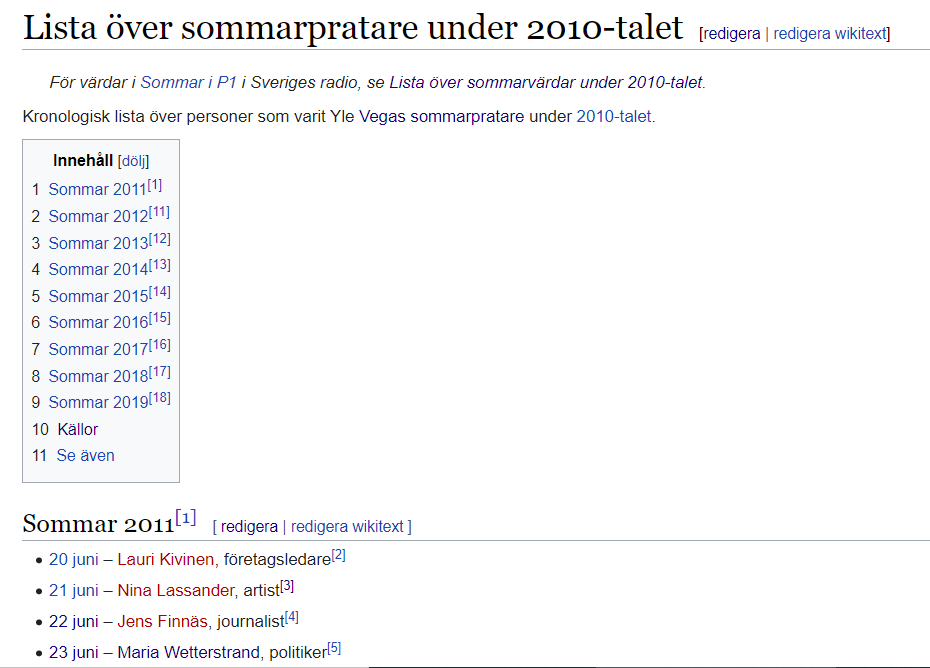 Lista över sommarpratare under 2010-talet [redigera | redigera wikitext]
För värdar i Sommar i P1 i Sveriges radio, se Lista över sommarvärdar under 2010-talet.
Kronologisk lista över personer som varit Yle Vegas sommarpratare under 2010-talet.
Innehåll [dölj]
1 Sommar 2011[1]
2 Sommar 2012[11]
3 Sommar 2013[12]
4 Sommar 2014[13]
5 Sommar 2015[14]
6 Sommar 2016[15]
7 Sommar 2017[16]
8 Sommar 2018[17]
9 Sommar 2019[18]
10 Källor
11 Se även
Sommar 2011[1] [ redigera | redigera wikitext ]
• 20 juni – Lauri Kivinen, företagsledare[2]
• 21 juni – Nina Lassander, artist[3]
• 22 juni – Jens Finnäs, journalist[4]
• 23 juni – Maria Wetterstrand, politiker[5]